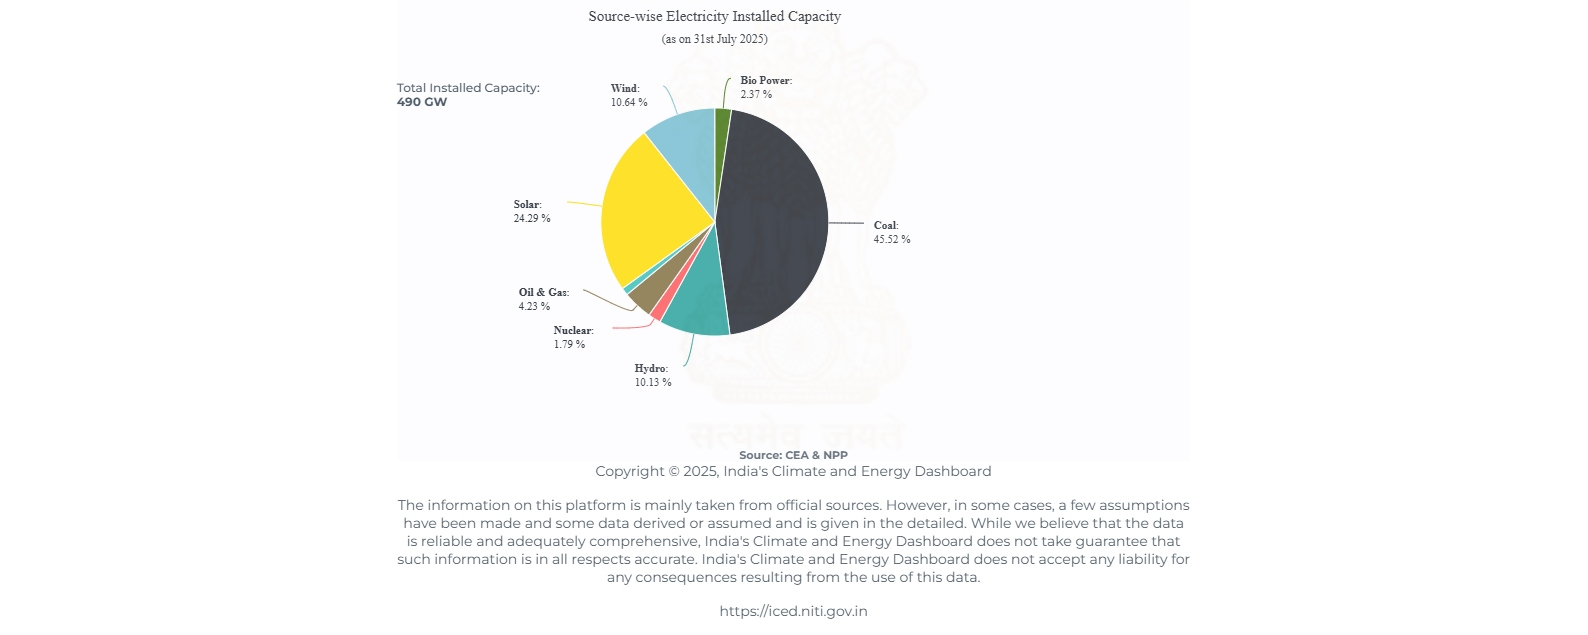 Source-wise Electricity Installed Capacity
(as on 31st July 2025)
Total Installed Capacity:
490 GW
Wind:
10.64 %
Bio Power:
2.37 %
Solar:
24.29 %
Coal:
45.52 %
Oil & Gas:
4.23 %
Nuclear:
1.79 %
Hydro:
10.13 %
सत्यमेव जयते
Source: CEA & NPP
Copyright © 2025, India's Climate and Energy Dashboard
The information on this platform is mainly taken from official sources. However, in some cases, a few assumptions
have been made and some data derived or assumed and is given in the detailed. While we believe that the data
is reliable and adequately comprehensive, India's Climate and Energy Dashboard does not take guarantee that
such information is in all respects accurate. India's Climate and Energy Dashboard does not accept any liability for
any consequences resulting from the use of this data.
https://iced.niti.gov.in